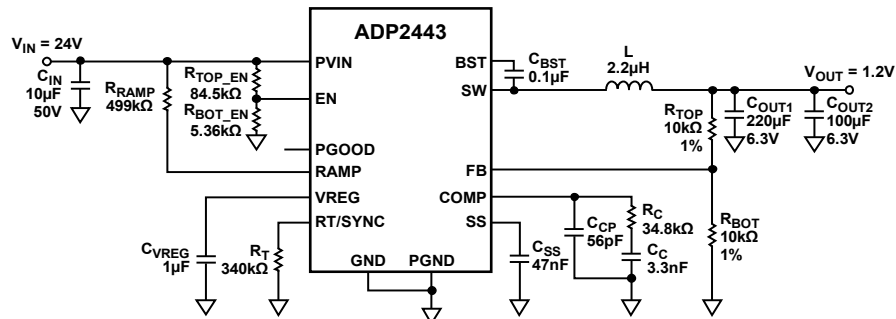 ADP2443
V_IN = 24V
C_IN
10µF
50V
R_RAMP
499kΩ
R_TOP_EN
84.5kΩ
R_BOT_EN
5.36kΩ
PVIN
EN
PGOOD
RAMP
VREG
RT/SYNC
C_VREG
1µF
R_T
340kΩ
GND
PGND
BST
SW
FB
COMP
SS
C_BST
0.1µF
L
2.2µH
V_OUT = 1.2V
R_TOP
10kΩ
1%
C_OUT1
220µF
6.3V
C_OUT2
100µF
6.3V
C_SS
47nF
C_CP
56pF
R_C
34.8kΩ
C_C
3.3nF
R_BOT
10kΩ
1%